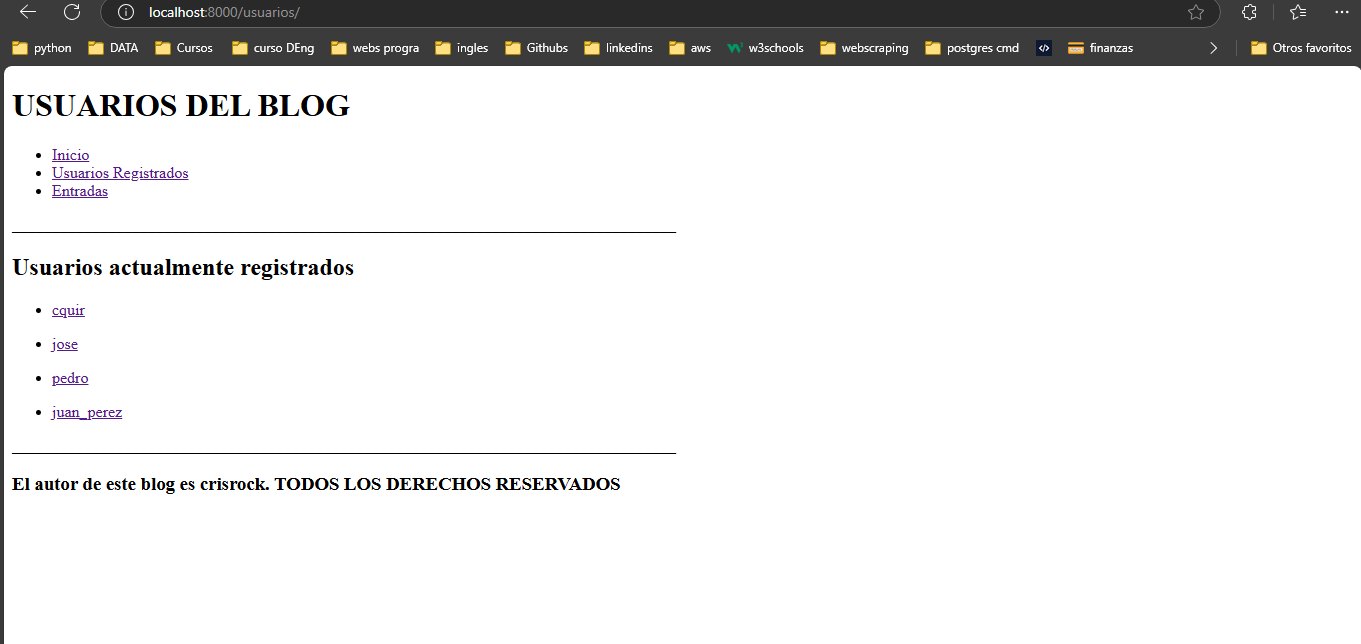 localhost:8000/usuarios/
python DATA Cursos curso DEng webs progra ingles Githubs linkedins aws w3schools webscraping postgres cmd </> finanzas Otros favoritos
USUARIOS DEL BLOG
Inicio
Usuarios Registrados
Entradas
Usuarios actualmente registrados
cquir
jose
pedro
juan_perez
El autor de este blog es crisrock. TODOS LOS DERECHOS RESERVADOS